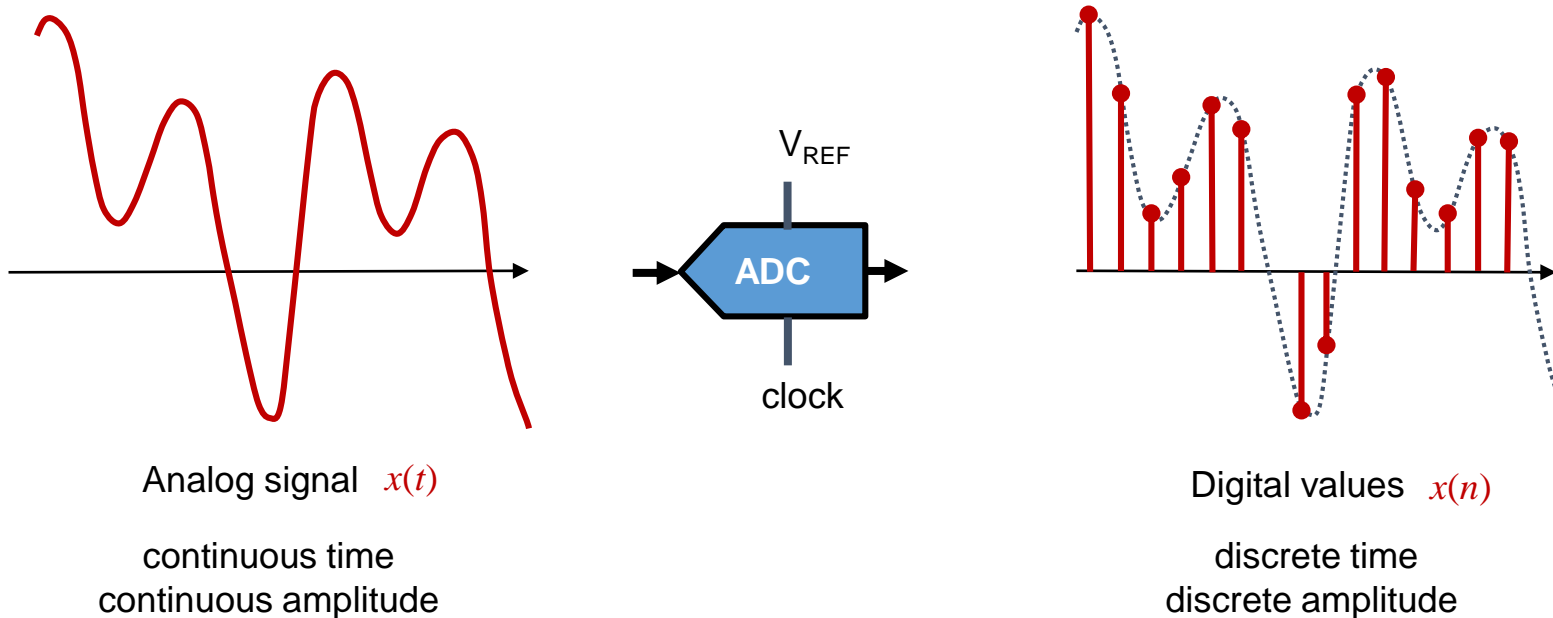 V_REF
ADC
clock
Analog signal x(t)
continuous time
continuous amplitude
Digital values x(n)
discrete time
discrete amplitude